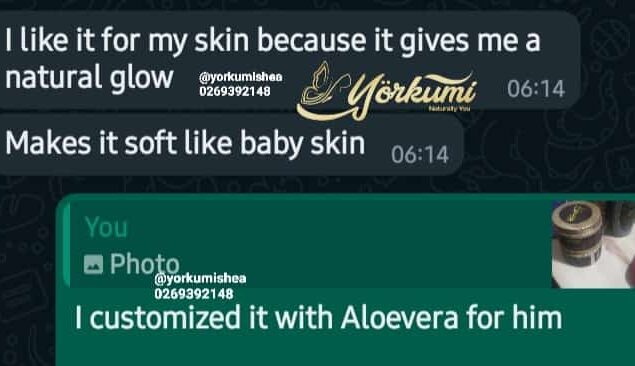 I like it for my skin because it gives me a
natural glow
@yorkumishea
0269392148
Yörkumi
Naturally You
06:14
Makes it soft like baby skin
06:14
You
Photo
@yorkumishea
0269392148
I customized it with Aloevera for him